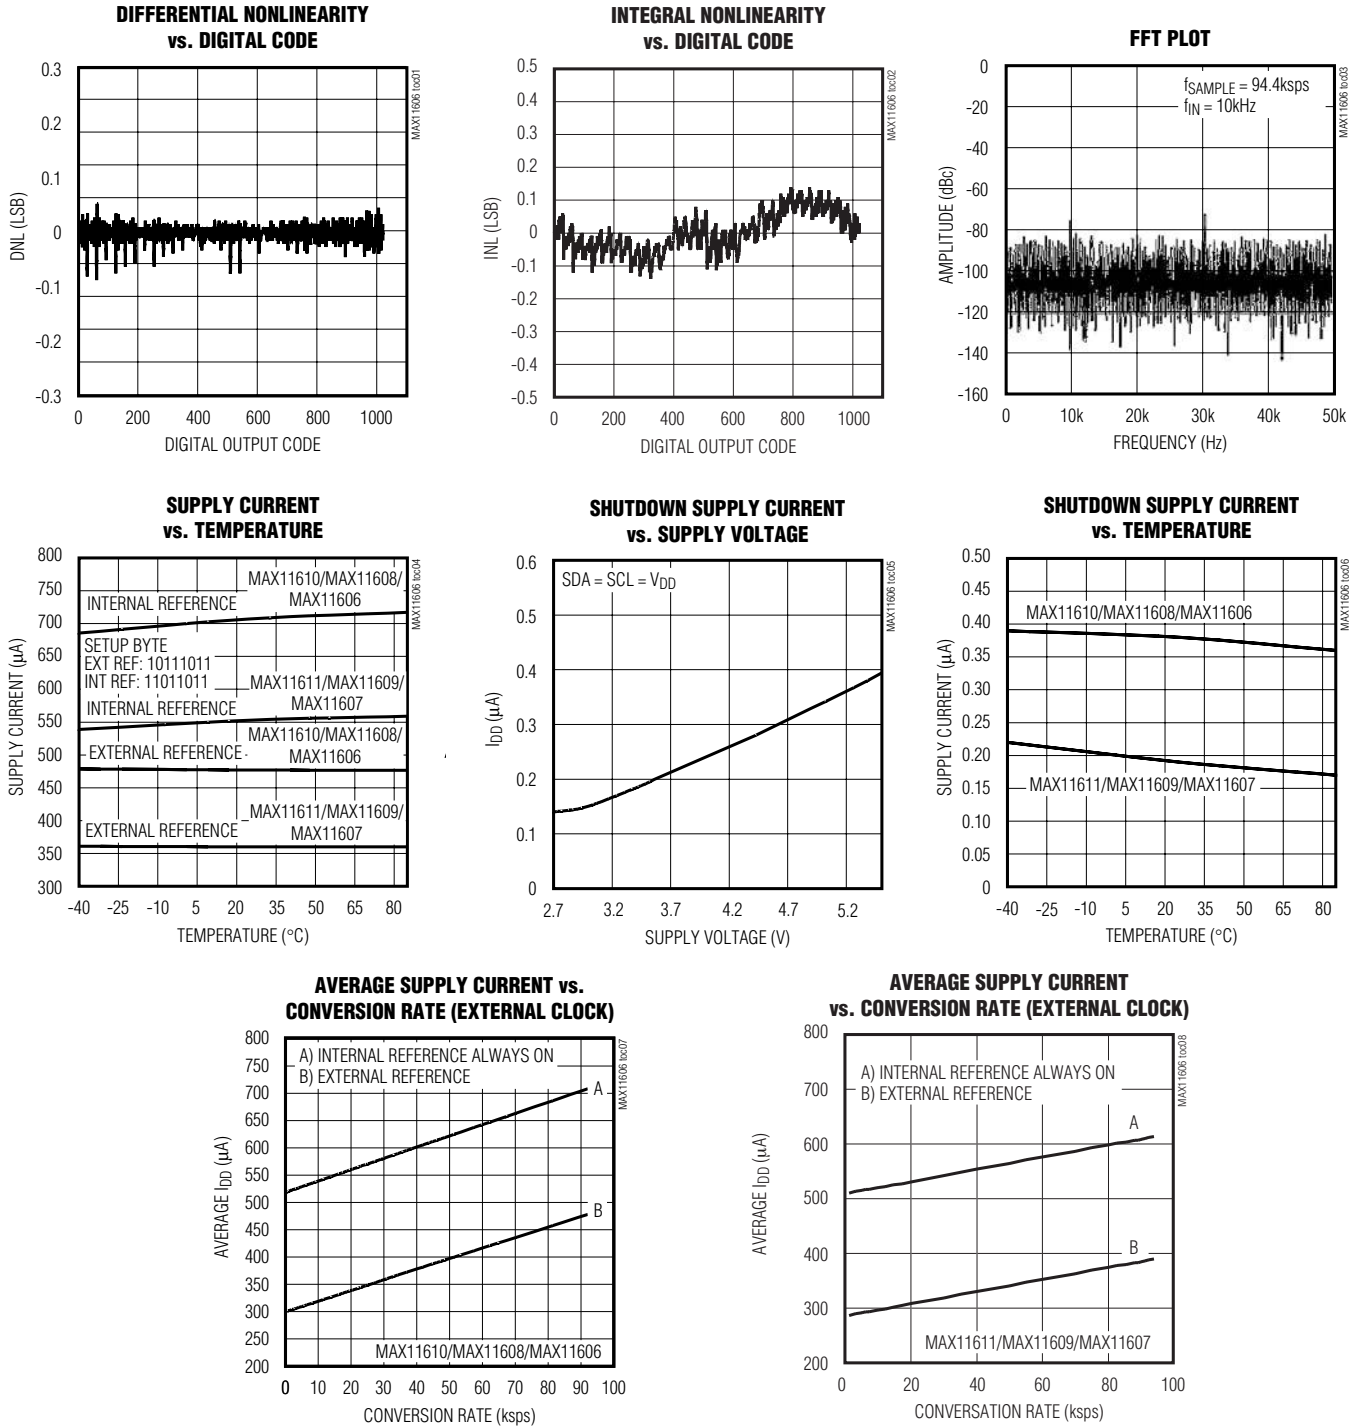 DIFFERENTIAL NONLINEARITY
vs. DIGITAL CODE
0.3
0.2
0.1
0
-0.1
-0.2
-0.3
DNL (LSB)
0 200 400 600 800 1000
DIGITAL OUTPUT CODE
MAX11606 toc01
INTEGRAL NONLINEARITY
vs. DIGITAL CODE
0.5
0.4
0.3
0.2
0.1
0
-0.1
-0.2
-0.3
-0.4
-0.5
INL (LSB)
0 200 400 600 800 1000
DIGITAL OUTPUT CODE
MAX11606 toc02
FFT PLOT
fSAMPLE = 94.4ksps
fIN = 10kHz
0
-20
-40
-60
-80
-100
-120
-140
-160
AMPLITUDE (dBc)
0 10k 20k 30k 40k 50k
FREQUENCY (Hz)
MAX11606 toc03
SUPPLY CURRENT
vs. TEMPERATURE
800
750
700
650
600
550
500
450
400
350
300
SUPPLY CURRENT (µA)
MAX11610/MAX11608/
MAX11606
INTERNAL REFERENCE
SETUP BYTE
EXT REF: 10111011
INT REF: 11011011
MAX11611/MAX11609/
MAX11607
INTERNAL REFERENCE
MAX11610/MAX11608/
MAX11606
EXTERNAL REFERENCE
MAX11611/MAX11609/
MAX11607
EXTERNAL REFERENCE
-40 -25 -10 5 20 35 50 65 80
TEMPERATURE (°C)
MAX11606 toc04
SHUTDOWN SUPPLY CURRENT
vs. SUPPLY VOLTAGE
SDA = SCL = VDD
0.6
0.5
0.4
0.3
0.2
0.1
0
IDD (µA)
2.7 3.2 3.7 4.2 4.7 5.2
SUPPLY VOLTAGE (V)
MAX11606 toc05
SHUTDOWN SUPPLY CURRENT
vs. TEMPERATURE
0.50
0.45
0.40
0.35
0.30
0.25
0.20
0.15
0.10
0.05
0
SUPPLY CURRENT (µA)
MAX11610/MAX11608/MAX11606
MAX11611/MAX11609/MAX11607
-40 -25 -10 5 20 35 50 65 80
TEMPERATURE (°C)
MAX11606 toc06
AVERAGE SUPPLY CURRENT vs.
CONVERSION RATE (EXTERNAL CLOCK)
A) INTERNAL REFERENCE ALWAYS ON
B) EXTERNAL REFERENCE
800
750
700
650
600
550
500
450
400
350
300
250
200
AVERAGE IDD (µA)
A
B
MAX11610/MAX11608/MAX11606
0 10 20 30 40 50 60 70 80 90 100
CONVERSION RATE (ksps)
MAX11606 toc07
AVERAGE SUPPLY CURRENT
vs. CONVERSION RATE (EXTERNAL CLOCK)
A) INTERNAL REFERENCE ALWAYS ON
B) EXTERNAL REFERENCE
800
700
600
500
400
300
200
AVERAGE IDD (µA)
A
B
MAX11611/MAX11609/MAX11607
0 20 40 60 80 100
CONVERSATION RATE (ksps)
MAX11606 toc08